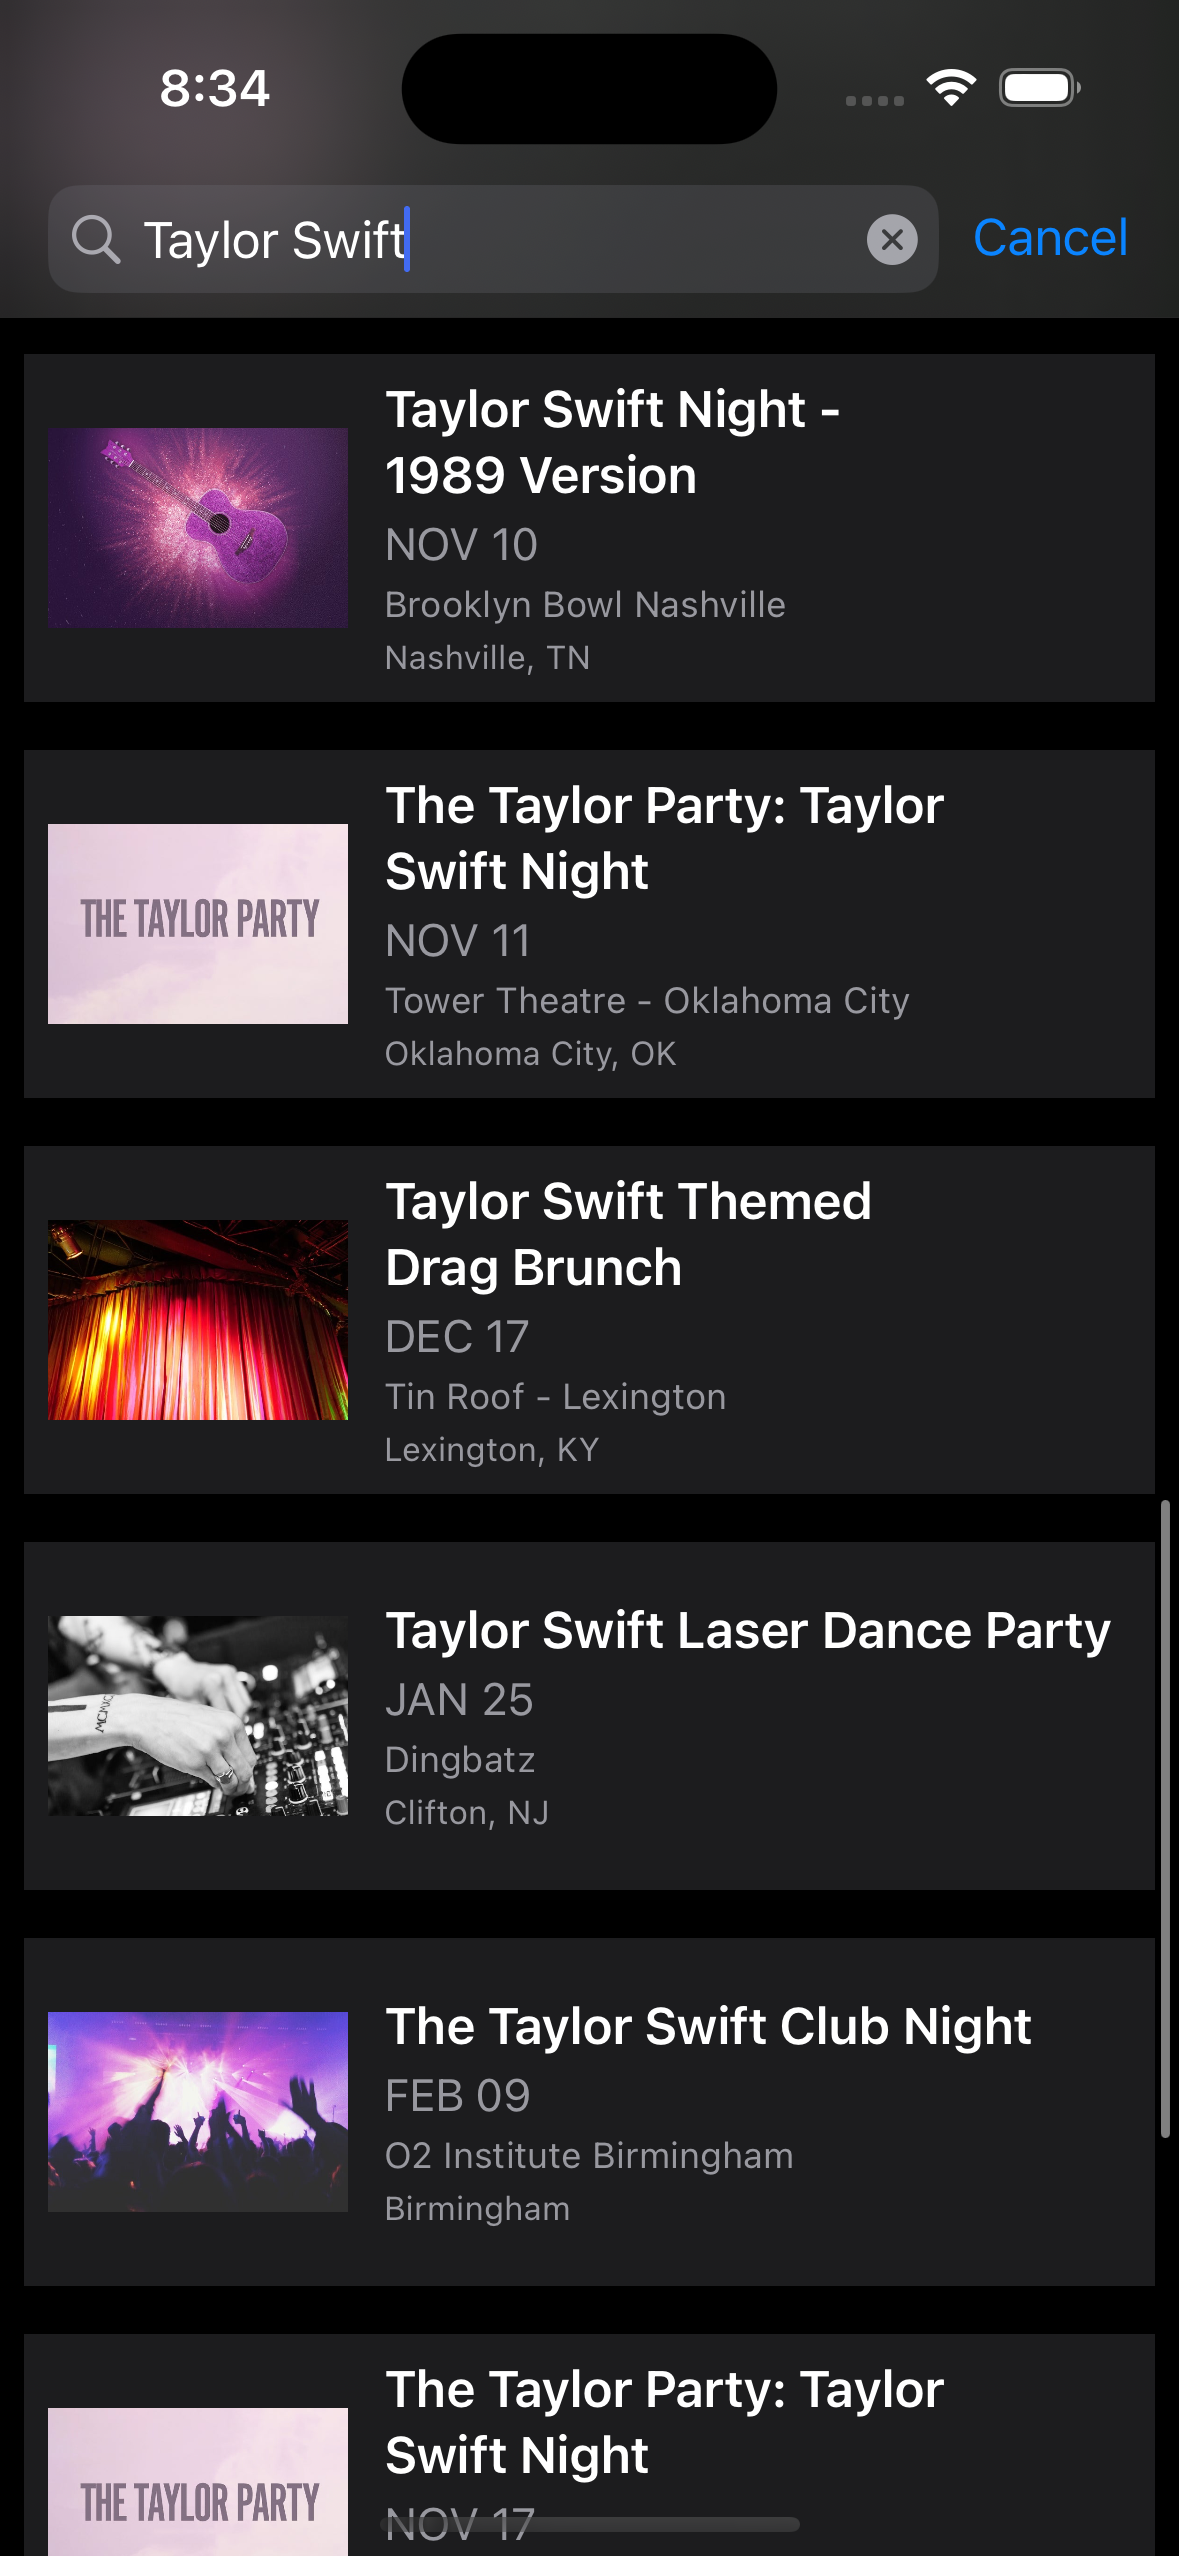 8:34
Taylor Swift
Cancel
Taylor Swift Night -
1989 Version
NOV 10
Brooklyn Bowl Nashville
Nashville, TN
THE TAYLOR PARTY
The Taylor Party: Taylor
Swift Night
NOV 11
Tower Theatre - Oklahoma City
Oklahoma City, OK
Taylor Swift Themed
Drag Brunch
DEC 17
Tin Roof - Lexington
Lexington, KY
MCMXC
Taylor Swift Laser Dance Party
JAN 25
Dingbatz
Clifton, NJ
The Taylor Swift Club Night
FEB 09
O2 Institute Birmingham
Birmingham
THE TAYLOR PARTY
The Taylor Party: Taylor
Swift Night
NOV 17